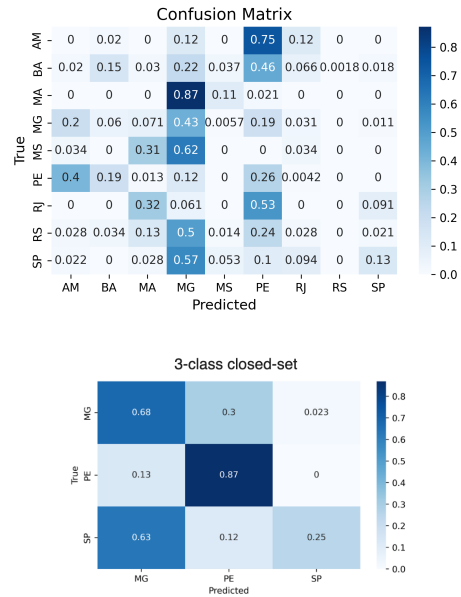 Confusion Matrix
AM 0 0.02 0 0.12 0 0.75 0.12 0 0
BA 0.02 0.15 0.03 0.22 0.037 0.46 0.066 0.0018 0.018
MA 0 0 0 0.87 0.11 0.021 0 0 0
MG 0.2 0.06 0.071 0.43 0.0057 0.19 0.031 0 0.011
MS 0.034 0 0.31 0.62 0 0 0.034 0 0
PE 0.4 0.19 0.013 0.12 0 0.26 0.0042 0 0
RJ 0 0 0.32 0.061 0 0.53 0 0 0.091
RS 0.028 0.034 0.13 0.5 0.014 0.24 0.028 0 0.021
SP 0.022 0 0.028 0.57 0.053 0.1 0.094 0 0.13
AM BA MA MG MS PE RJ RS SP
True
Predicted
0.8
0.7
0.6
0.5
0.4
0.3
0.2
0.1
0.0
3-class closed-set
MG 0.68 0.3 0.023
PE 0.13 0.87 0
SP 0.63 0.12 0.25
MG PE SP
True
Predicted
0.8
0.7
0.6
0.5
0.4
0.3
0.2
0.1
0.0